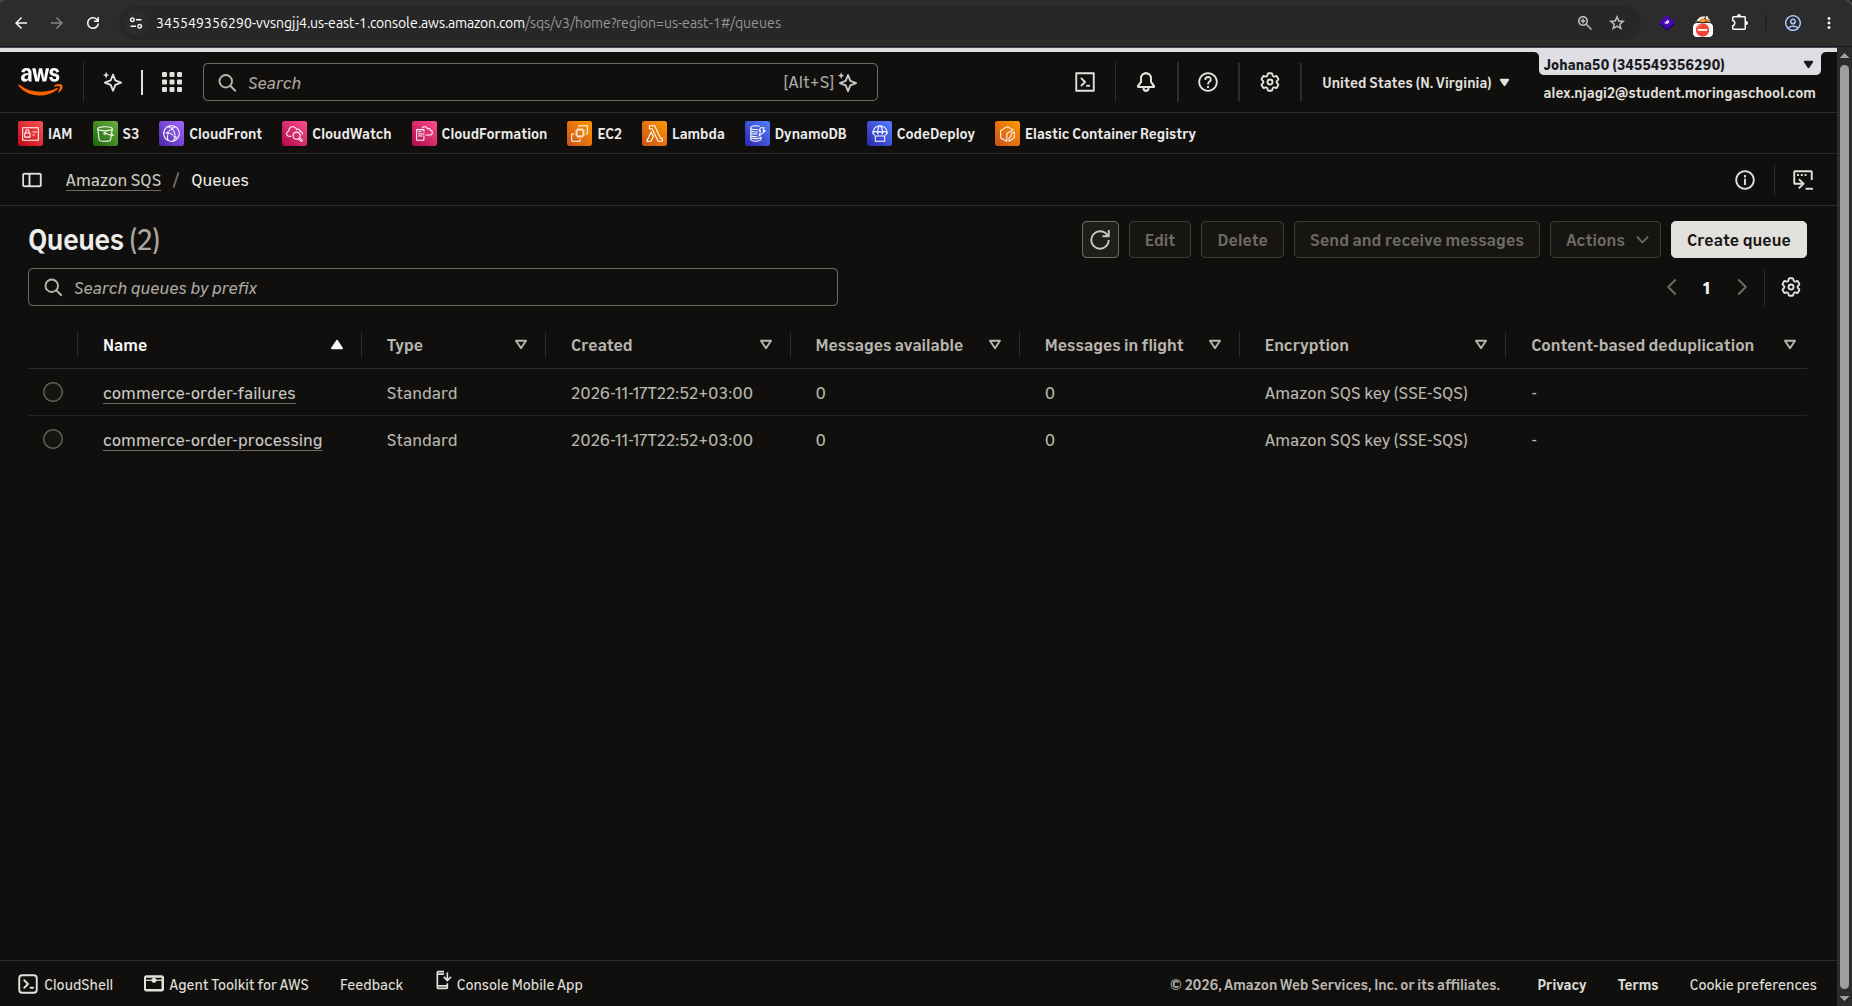 345549356290-vvsngjj4.us-east-1.console.aws.amazon.com/sqs/v3/home?region=us-east-1#/queues
aws
Search
[Alt+S]
United States (N. Virginia)
Johana50 (345549356290)
alex.njagi2@student.moringaschool.com
IAM S3 CloudFront CloudWatch CloudFormation EC2 Lambda DynamoDB CodeDeploy Elastic Container Registry
Amazon SQS / Queues
Queues (2)
Edit Delete Send and receive messages Actions Create queue
Search queues by prefix
1
Name Type Created Messages available Messages in flight Encryption Content-based deduplication
commerce-order-failures Standard 2026-11-17T22:52+03:00 0 0 Amazon SQS key (SSE-SQS) -
commerce-order-processing Standard 2026-11-17T22:52+03:00 0 0 Amazon SQS key (SSE-SQS) -
CloudShell Agent Toolkit for AWS Feedback Console Mobile App © 2026, Amazon Web Services, Inc. or its affiliates. Privacy Terms Cookie preferences